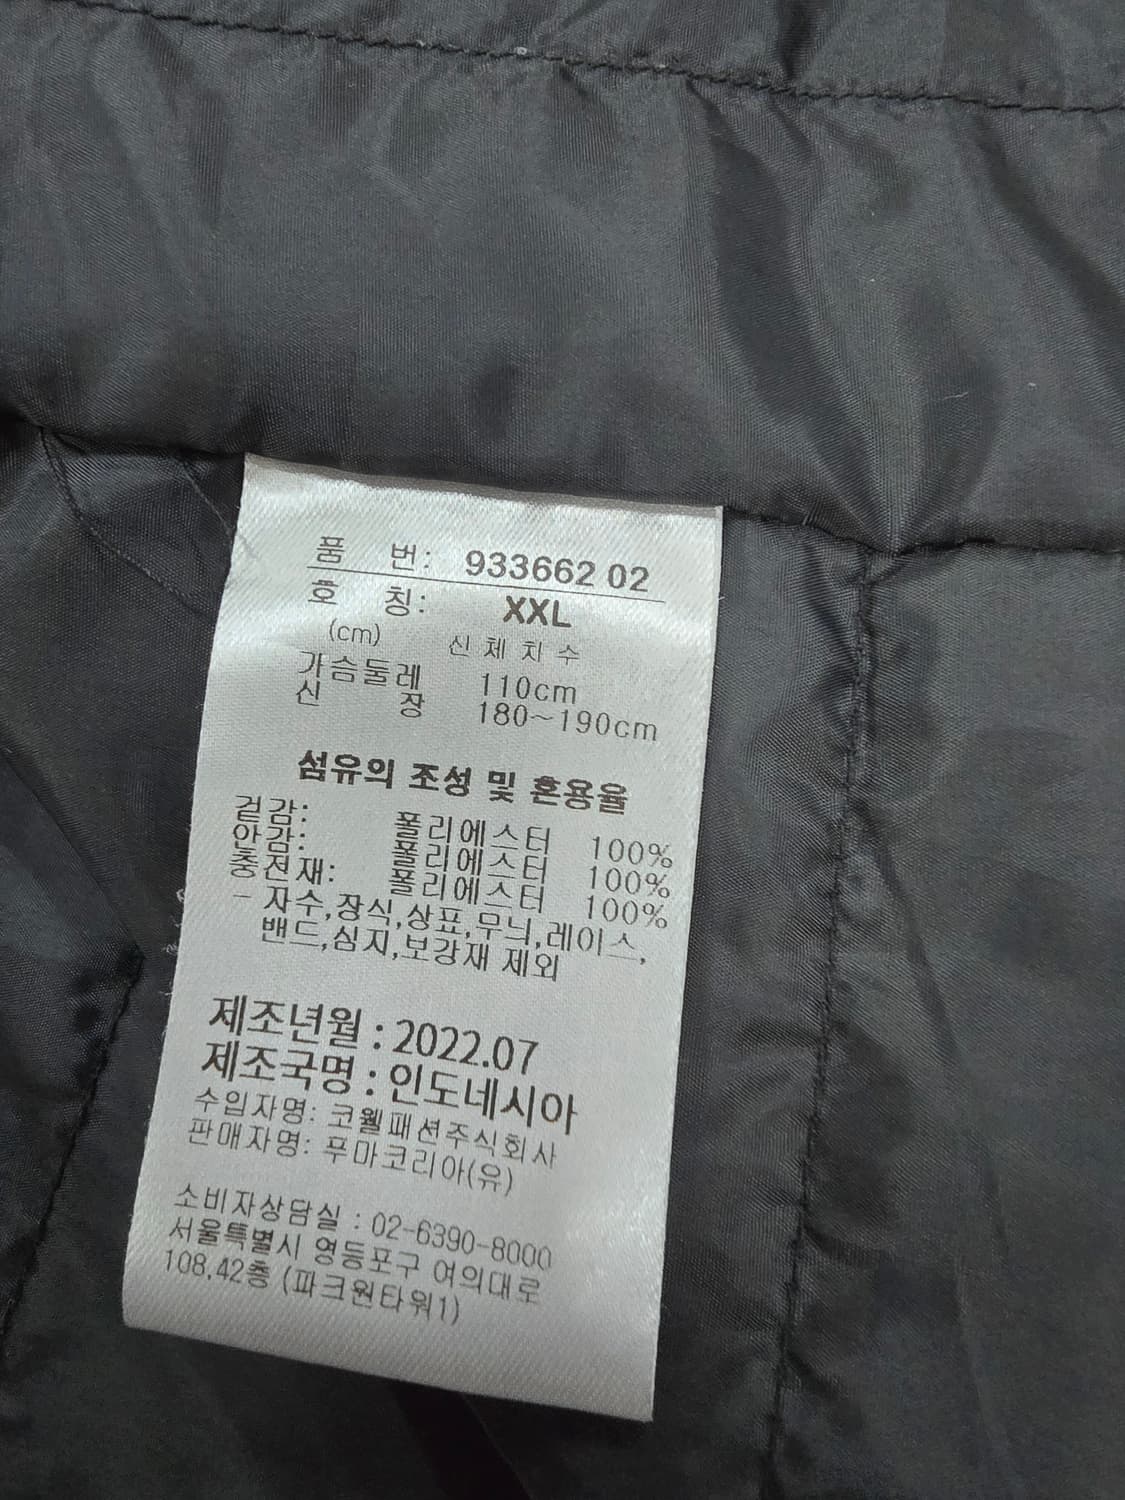 품 번: 933662 02
호 칭: XXL
(cm) 신체치수
가슴둘레 110cm
신 장 180~190cm
섬유의 조성 및 혼용율
겉감: 폴리에스터 100%
안감: 폴리에스터 100%
충전재: 폴리에스터 100%
- 자수,장식,상표,무늬,레이스,
밴드,심지,보강재 제외
제조년월 : 2022.07
제조국명 : 인도네시아
수입자명: 코웰패션주식회사
판매자명: 푸마코리아(유)
소비자상담실 : 02-6390-8000
서울특별시 영등포구 여의대로
108,42층 (파크원타워1)